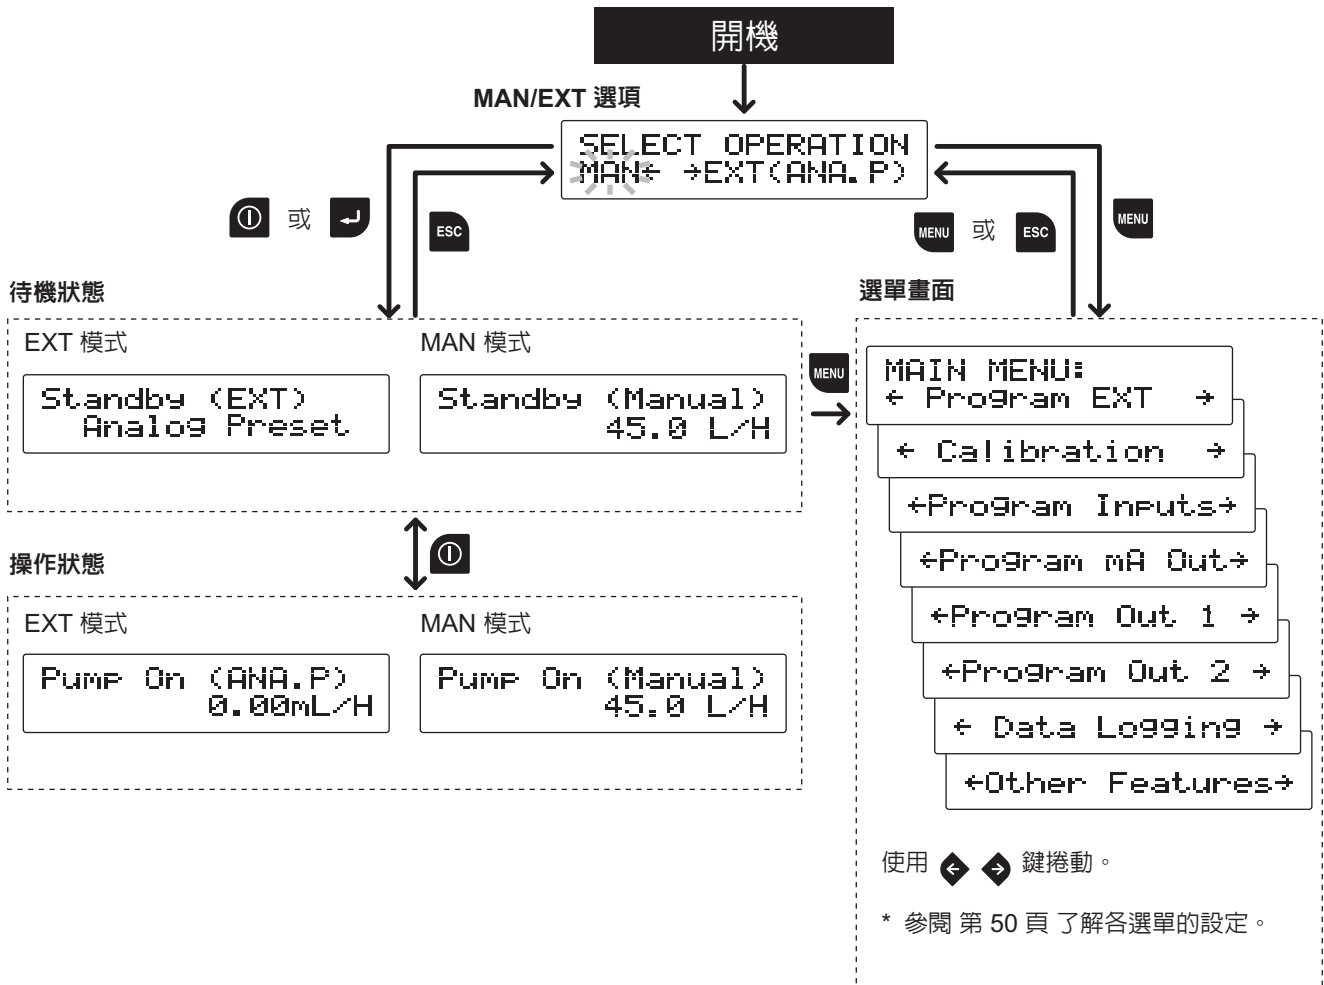 開機
MAN/EXT 選項
SELECT OPERATION
MAN← →EXT(ANA.P)
或
ESC
MENU 或 ESC
MENU
待機狀態
EXT 模式
Standby (EXT)
Analog Preset
MAN 模式
Standby (Manual)
45.0 L/H
MENU
操作狀態
EXT 模式
Pump On (ANA.P)
0.00mL/H
MAN 模式
Pump On (Manual)
45.0 L/H
選單畫面
MAIN MENU:
← Program EXT →
← Calibration →
←Program Inputs→
←Program mA Out→
←Program Out 1 →
←Program Out 2 →
← Data Logging →
←Other Features→
使用 ← → 鍵捲動。
* 參閱 第 50 頁 了解各選單的設定。